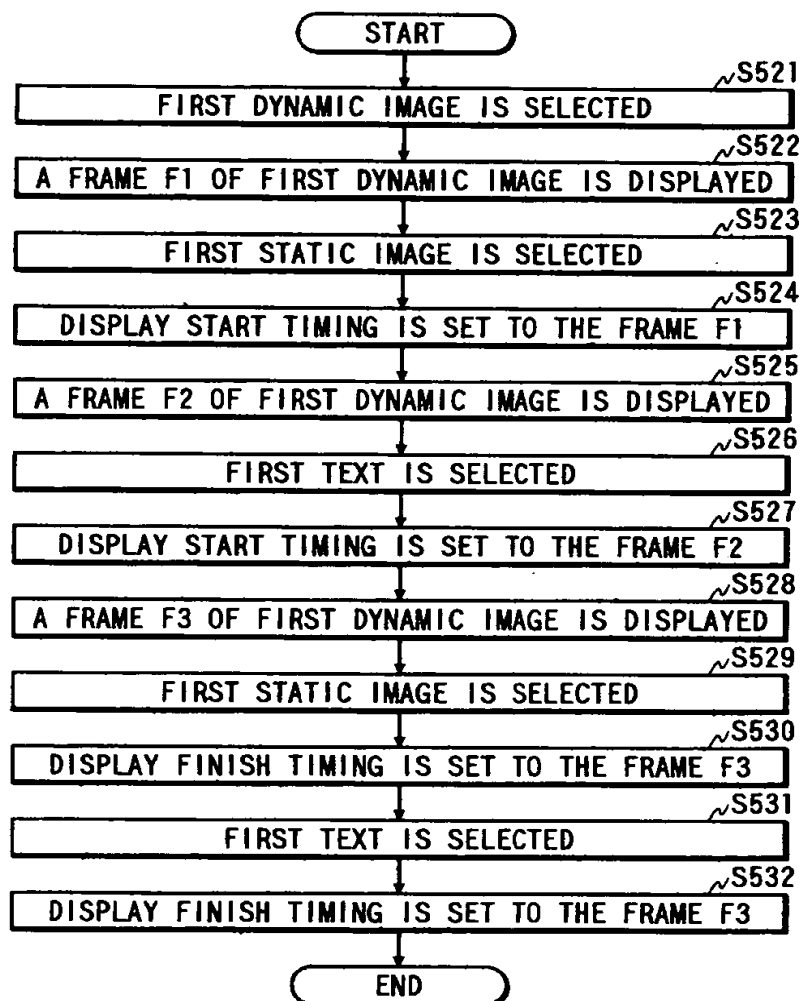 START
S521
FIRST DYNAMIC IMAGE IS SELECTED
S522
A FRAME F1 OF FIRST DYNAMIC IMAGE IS DISPLAYED
S523
FIRST STATIC IMAGE IS SELECTED
S524
DISPLAY START TIMING IS SET TO THE FRAME F1
S525
A FRAME F2 OF FIRST DYNAMIC IMAGE IS DISPLAYED
S526
FIRST TEXT IS SELECTED
S527
DISPLAY START TIMING IS SET TO THE FRAME F2
S528
A FRAME F3 OF FIRST DYNAMIC IMAGE IS DISPLAYED
S529
FIRST STATIC IMAGE IS SELECTED
S530
DISPLAY FINISH TIMING IS SET TO THE FRAME F3
S531
FIRST TEXT IS SELECTED
S532
DISPLAY FINISH TIMING IS SET TO THE FRAME F3
END